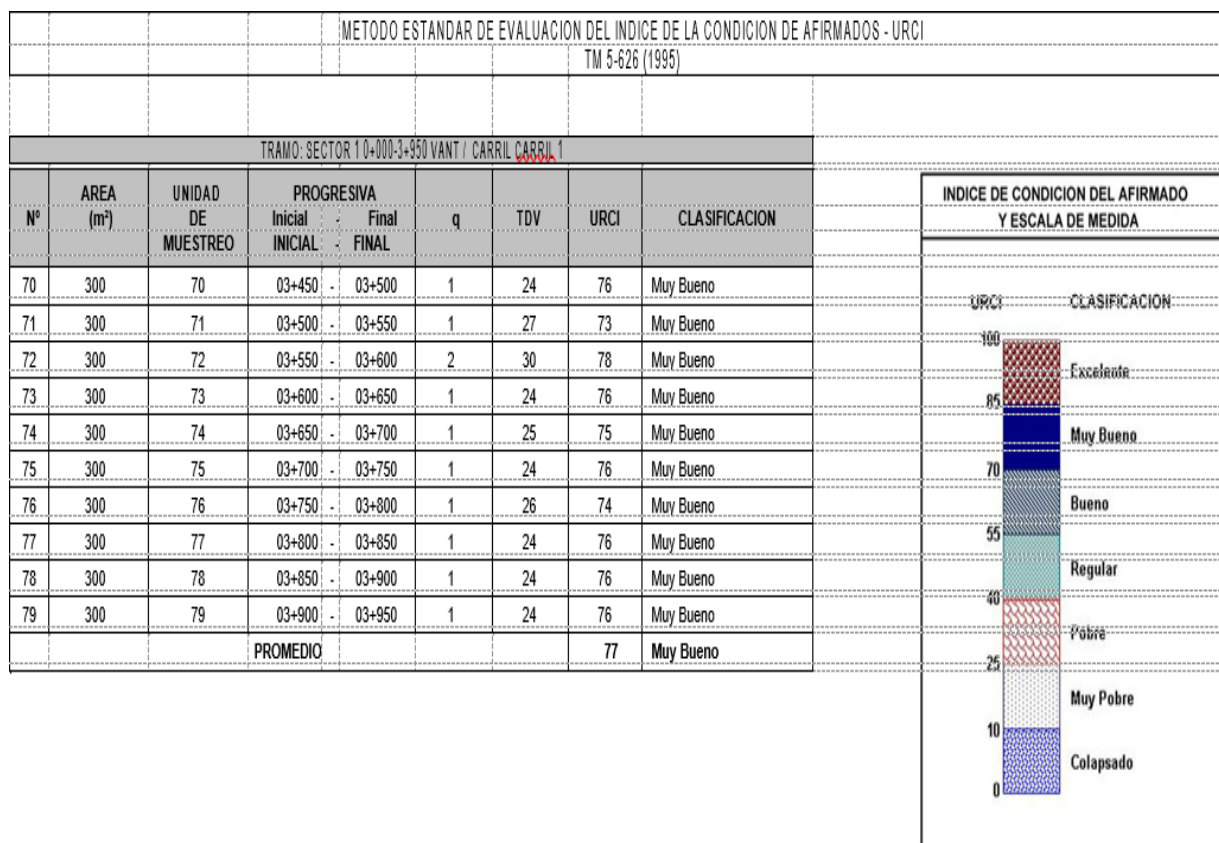 METODO ESTANDAR DE EVALUACION DEL INDICE DE LA CONDICION DE AFIRMADOS - URCI
TM 5-626 (1995)
TRAMO: SECTOR 1 0+000-3+950 VANT / CARRIL CARRIL 1
Nº AREA (m²) UNIDAD DE MUESTREO PROGRESIVA Inicial - Final INICIAL - FINAL q TDV URCI CLASIFICACION
70 300 70 03+450 - 03+500 1 24 76 Muy Bueno
71 300 71 03+500 - 03+550 1 27 73 Muy Bueno
72 300 72 03+550 - 03+600 2 30 78 Muy Bueno
73 300 73 03+600 - 03+650 1 24 76 Muy Bueno
74 300 74 03+650 - 03+700 1 25 75 Muy Bueno
75 300 75 03+700 - 03+750 1 24 76 Muy Bueno
76 300 76 03+750 - 03+800 1 26 74 Muy Bueno
77 300 77 03+800 - 03+850 1 24 76 Muy Bueno
78 300 78 03+850 - 03+900 1 24 76 Muy Bueno
79 300 79 03+900 - 03+950 1 24 76 Muy Bueno
PROMEDIO 77 Muy Bueno
INDICE DE CONDICION DEL AFIRMADO
Y ESCALA DE MEDIDA
URCI CLASIFICACION
100
Excelente
85
Muy Bueno
70
Bueno
55
Regular
40
Pobre
25
Muy Pobre
10
Colapsado
0